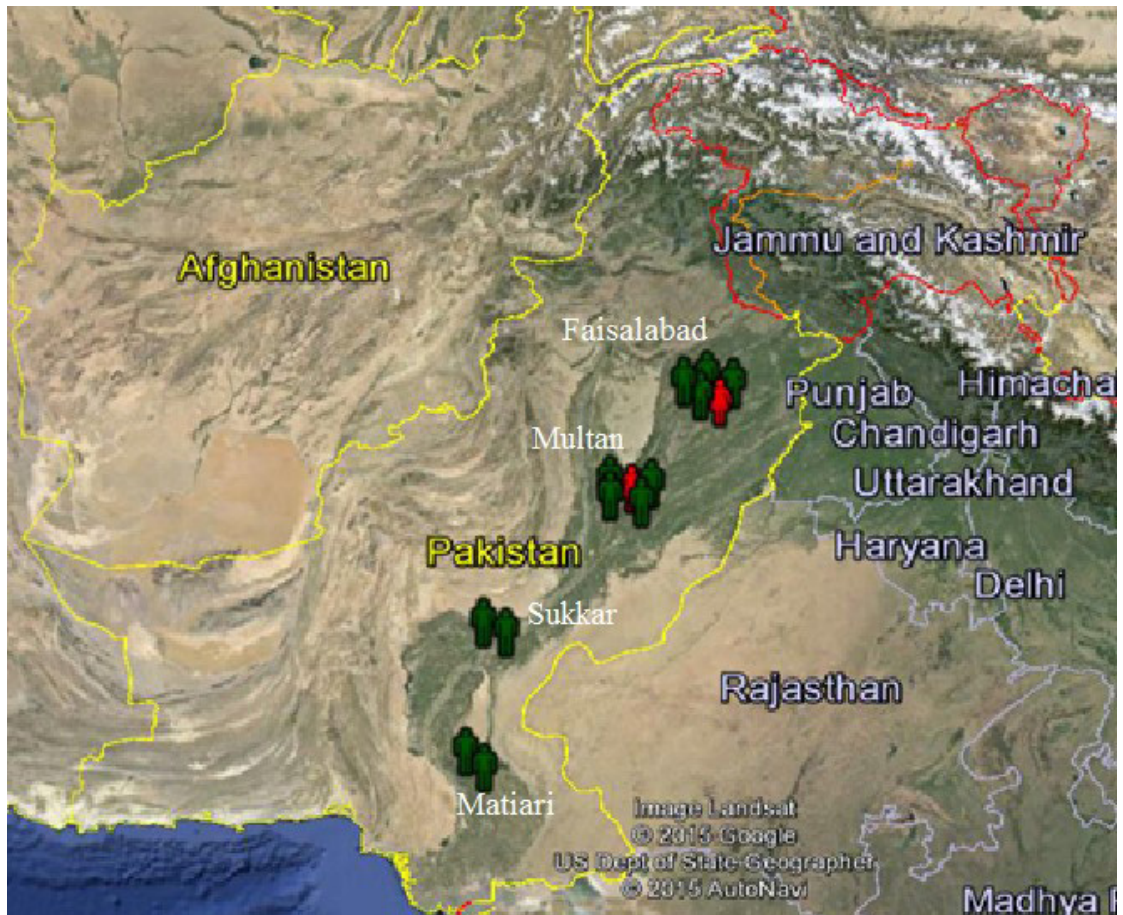 Jammu and Kashmir
Afghanistan
Faisalabad
Punjab
Himacha
Chandigarh
Multan
Uttarakhand
Pakistan
Haryana
Delhi
Sukkar
Rajasthan
Matiari
Image Landsat
© 2015 Google
US Dept of State Geographer
© 2015 AutoNavi
Madhya P